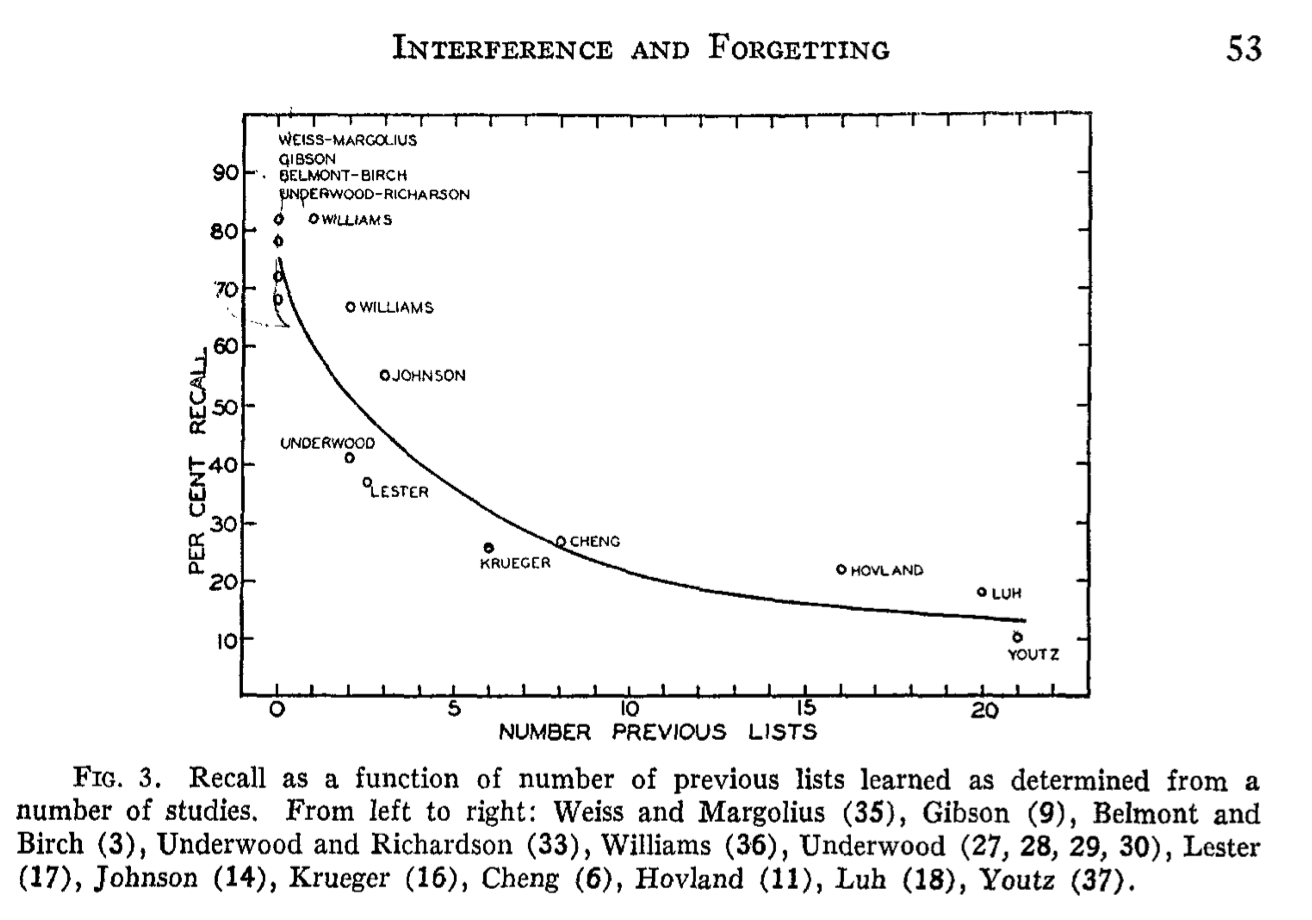 INTERFERENCE AND FORGETTING 53
WEISS-MARGOLIUS
GIBSON
BELMONT-BIRCH
UNDERWOOD-RICHARSON
90
80
WILLIAMS
70
WILLIAMS
60
JOHNSON
50
UNDERWOOD
40
LESTER
30
CHENG
KRUEGER
20
HOVLAND
LUH
10
YOUTZ
PER CENT RECALL
0 5 10 15 20
NUMBER PREVIOUS LISTS
FIG. 3. Recall as a function of number of previous lists learned as determined from a
number of studies. From left to right: Weiss and Margolius (35), Gibson (9), Belmont and
Birch (3), Underwood and Richardson (33), Williams (36), Underwood (27, 28, 29, 30), Lester
(17), Johnson (14), Krueger (16), Cheng (6), Hovland (11), Luh (18), Youtz (37).